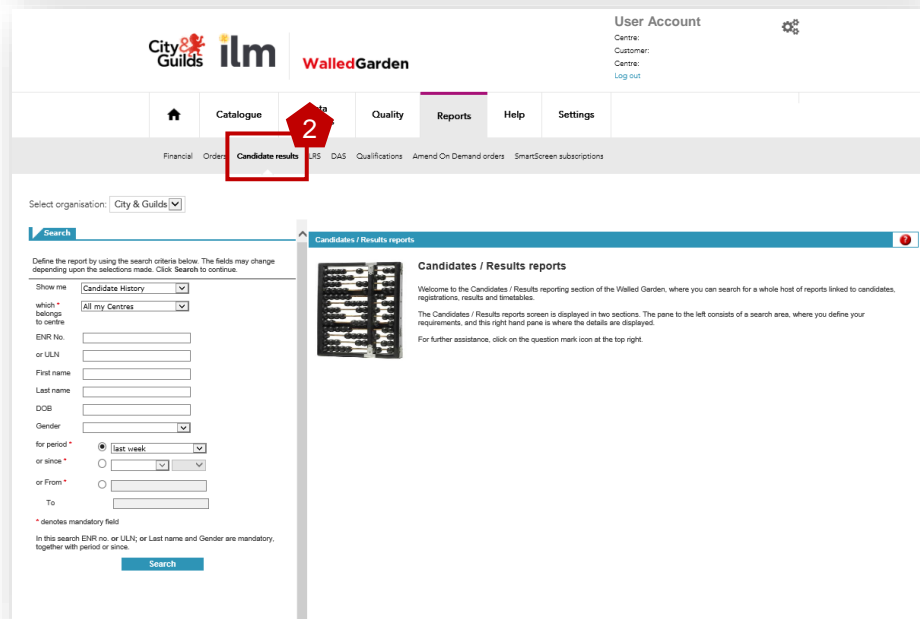 User Account
Centre:
Customer:
Centre:
Log out
City & Guilds
ilm
WalledGarden
Catalogue
Quality
Reports
Help
Settings
2
Financial Orders Candidate results LRS DAS Qualifications Amend On Demand orders SmartScreen subscriptions
Select organisation: City & Guilds
Search
Define the report by using the search criteria below. The fields may change
depending upon the selections made. Click Search to continue.
Show me Candidate History
which * belongs to centre All my Centres
ENR No.
or ULN
First name
Last name
DOB
Gender
for period * last week
or since *
or From *
To
* denotes mandatory field
In this search ENR no. or ULN; or Last name and Gender are mandatory,
together with period or since.
Search
Candidates / Results reports
?
Candidates / Results reports
Welcome to the Candidates / Results reporting section of the Walled Garden, where you can search for a whole host of reports linked to candidates,
registrations, results and timetables.
The Candidates / Results reports screen is displayed in two sections. The pane to the left consists of a search area, where you define your
requirements, and this right hand pane is where the details are displayed.
For further assistance, click on the question mark icon at the top right.